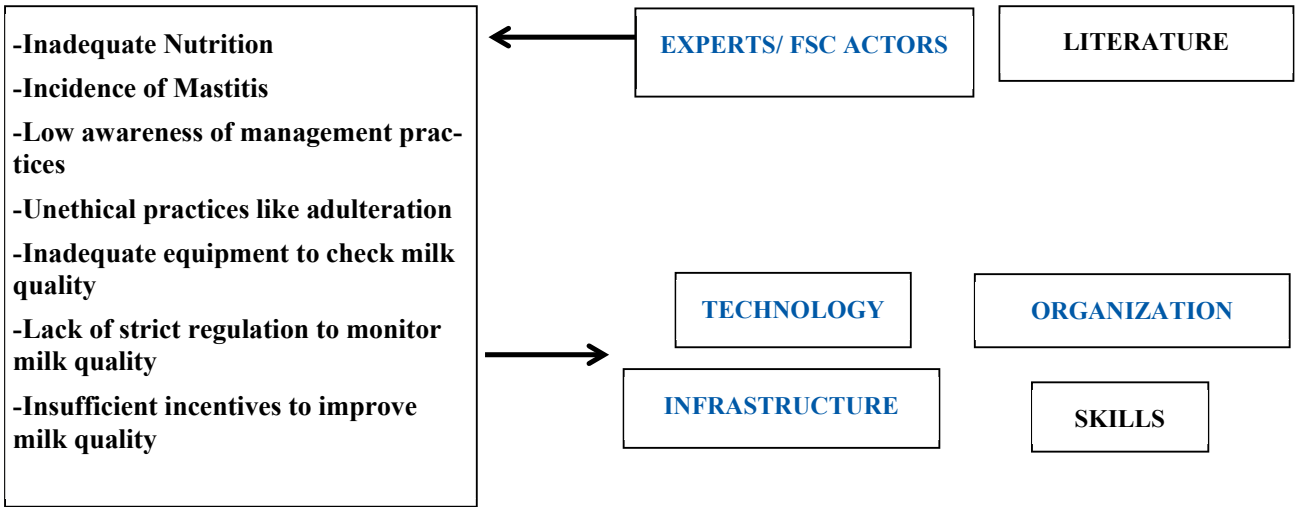 -Inadequate Nutrition
-Incidence of Mastitis
-Low awareness of management prac-
tices
-Unethical practices like adulteration
-Inadequate equipment to check milk
quality
-Lack of strict regulation to monitor
milk quality
-Insufficient incentives to improve
milk quality
EXPERTS/ FSC ACTORS
LITERATURE
TECHNOLOGY
ORGANIZATION
INFRASTRUCTURE
SKILLS